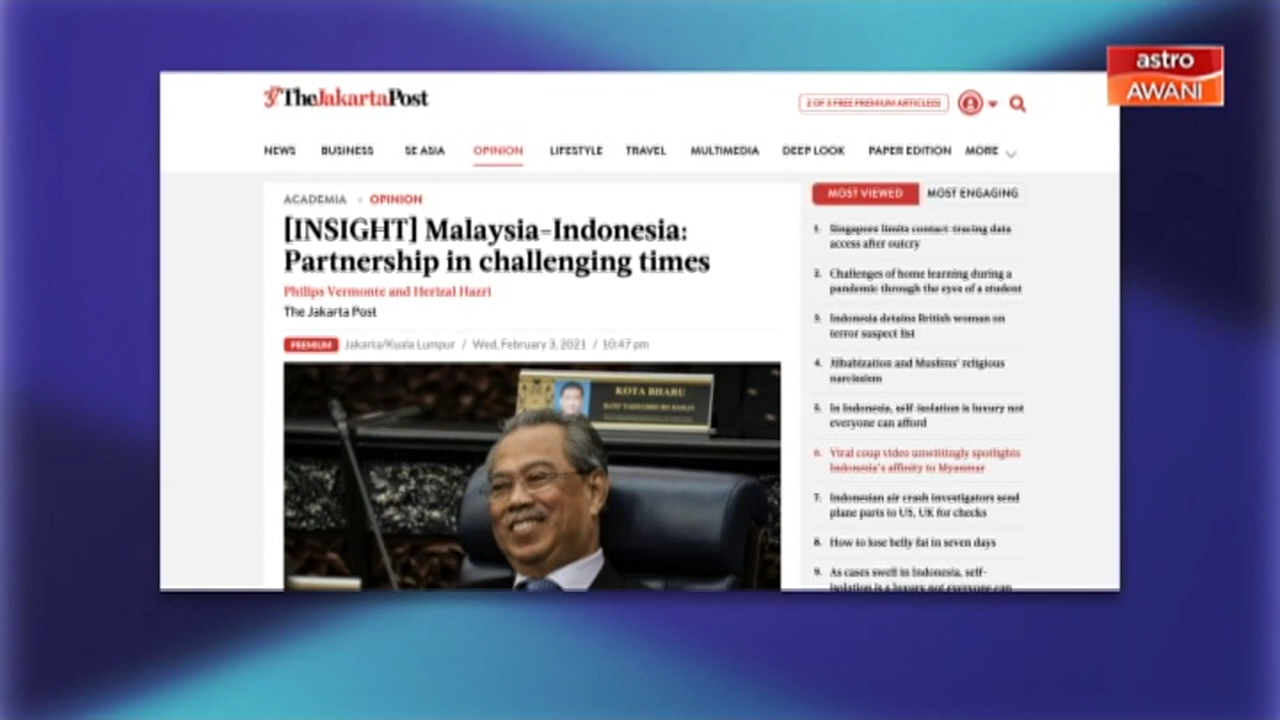 astro
AWANI
TheJakartaPost
2 OF 3 FREE PREMIUM ARTICLE(S)
NEWS BUSINESS SE ASIA OPINION LIFESTYLE TRAVEL MULTIMEDIA DEEP LOOK PAPER EDITION MORE
ACADEMIA OPINION
[INSIGHT] Malaysia-Indonesia:
Partnership in challenging times
Philips Vermonte and Herizal Hazri
The Jakarta Post
PREMIUM Jakarta/Kuala Lumpur / Wed, February 3, 2021 / 10:47 pm
KOTA BHARU
MOST VIEWED MOST ENGAGING
1. Singapore limits contact-tracing data
access after outcry
2. Challenges of home learning during a
pandemic through the eyes of a student
3. Indonesia detains British woman on
terror suspect list
4. Jilbabization and Muslims' religious
narcissism
5. In Indonesia, self-isolation is luxury not
everyone can afford
6. Viral coup video unwittingly spotlights
Indonesia's affinity to Myanmar
7. Indonesian air crash investigators send
plane parts to US, UK for checks
8. How to lose belly fat in seven days
9. As cases swell in Indonesia, self-
isolation is a luxury not everyone can